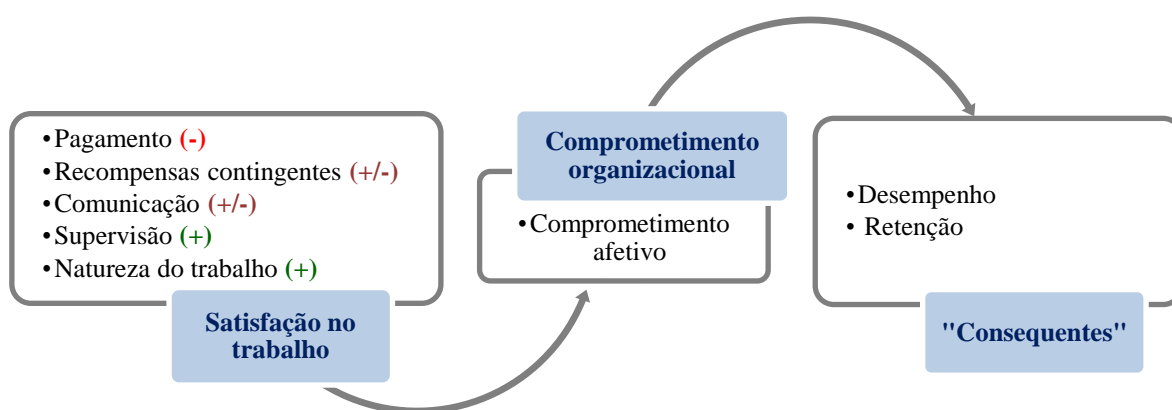 •Pagamento (-)
•Recompensas contingentes (+/-)
•Comunicação (+/-)
•Supervisão (+)
•Natureza do trabalho (+)
Satisfação no
trabalho
Comprometimento
organizacional
•Comprometimento
afetivo
•Desempenho
• Retenção
"Consequentes"